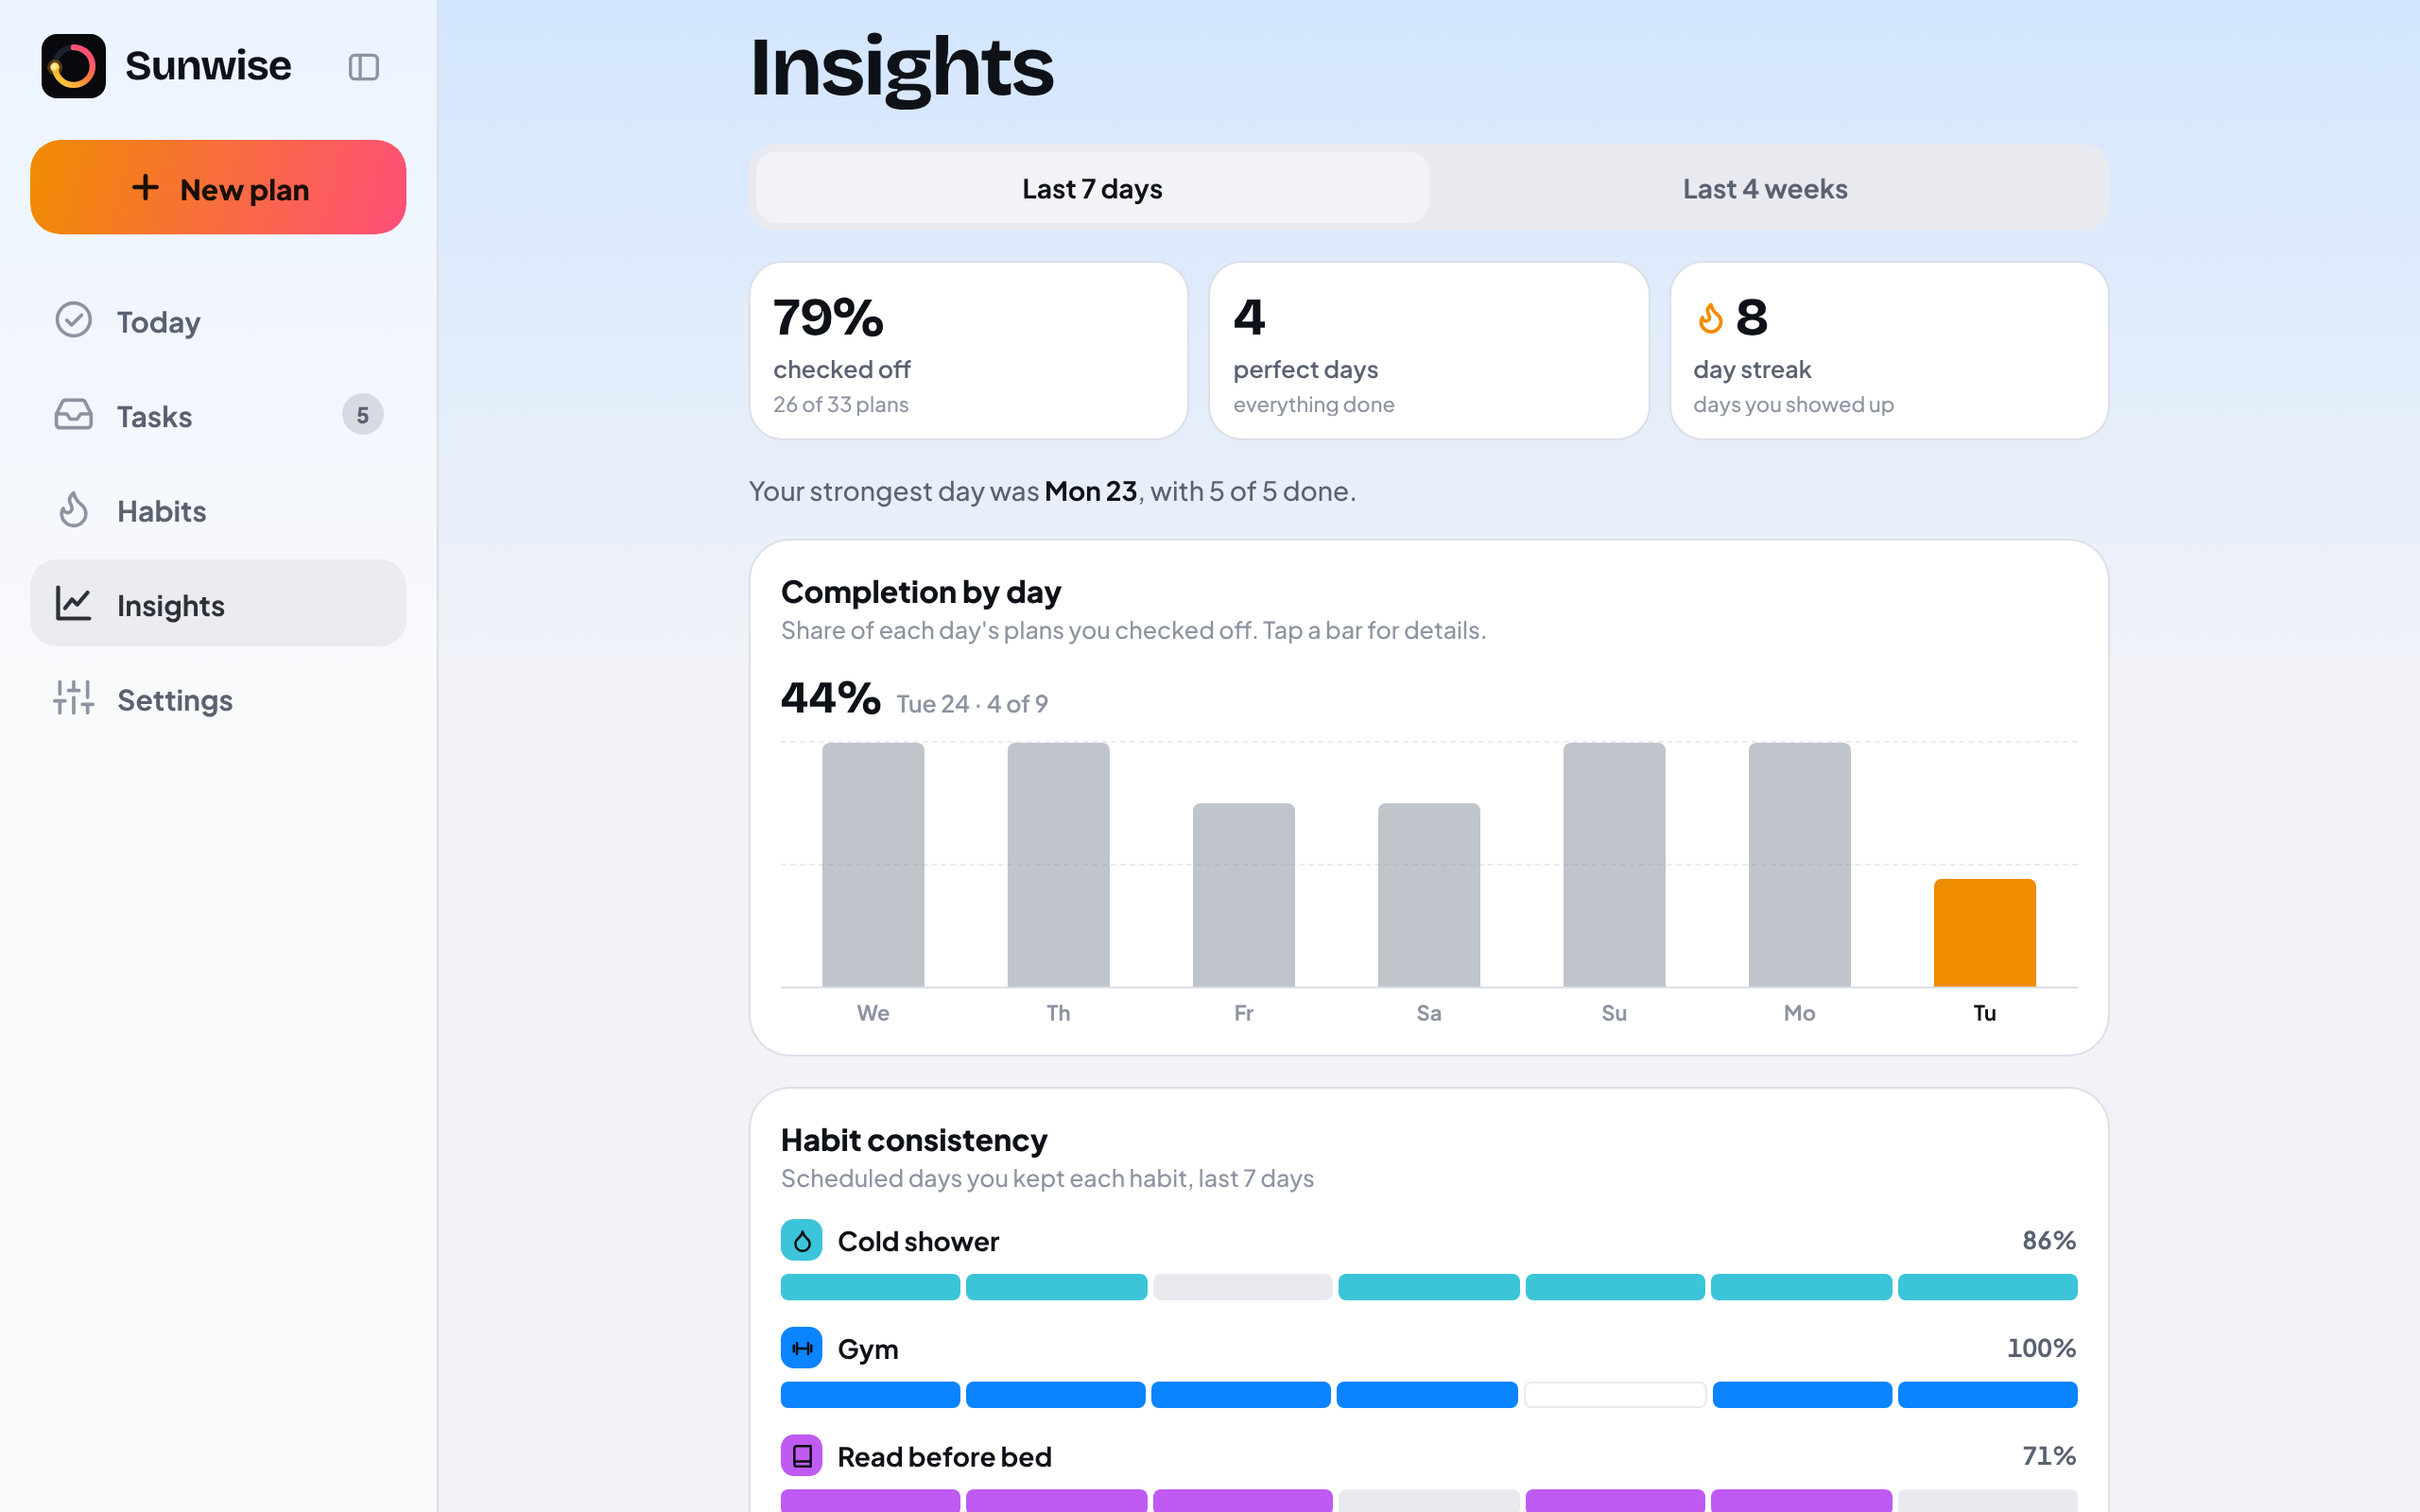 Sunwise
New plan
Today
Tasks
5
Habits
Insights
Settings
Insights
Last 7 days
Last 4 weeks
79%
checked off
26 of 33 plans
4
perfect days
everything done
8
day streak
days you showed up
Your strongest day was Mon 23, with 5 of 5 done.
Completion by day
Share of each day's plans you checked off. Tap a bar for details.
44% Tue 24 · 4 of 9
We Th Fr Sa Su Mo Tu
Habit consistency
Scheduled days you kept each habit, last 7 days
Cold shower 86%
Gym 100%
Read before bed 71%